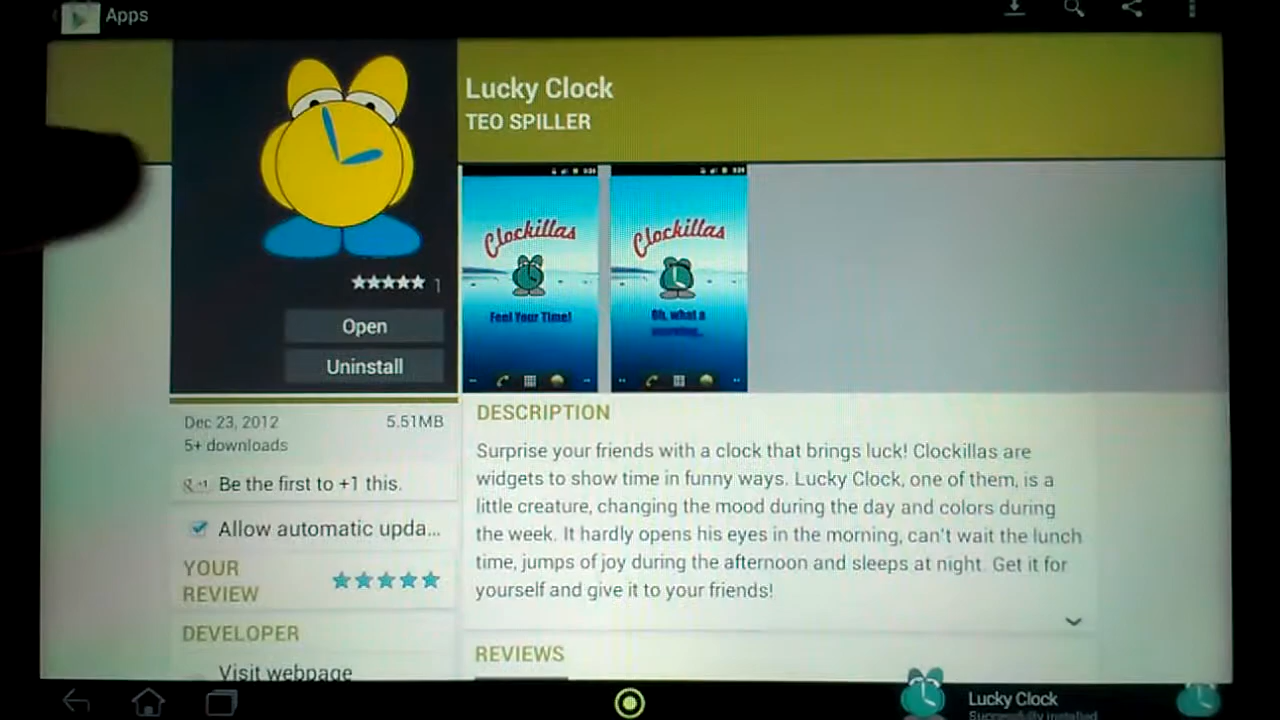 Apps
Lucky Clock
TEO SPILLER
Clockillas
Feel Your Time!
Clockillas
Oh, what a
morning...
1
Open
Uninstall
Dec 23, 2012
5.51MB
5+ downloads
Be the first to +1 this.
Allow automatic upda...
YOUR
REVIEW
DEVELOPER
Visit webpage
DESCRIPTION
Surprise your friends with a clock that brings luck! Clockillas are
widgets to show time in funny ways. Lucky Clock, one of them, is a
little creature, changing the mood during the day and colors during
the week. It hardly opens his eyes in the morning, can't wait the lunch
time, jumps of joy during the afternoon and sleeps at night. Get it for
yourself and give it to your friends!
REVIEWS
Lucky Clock
Successfully installed